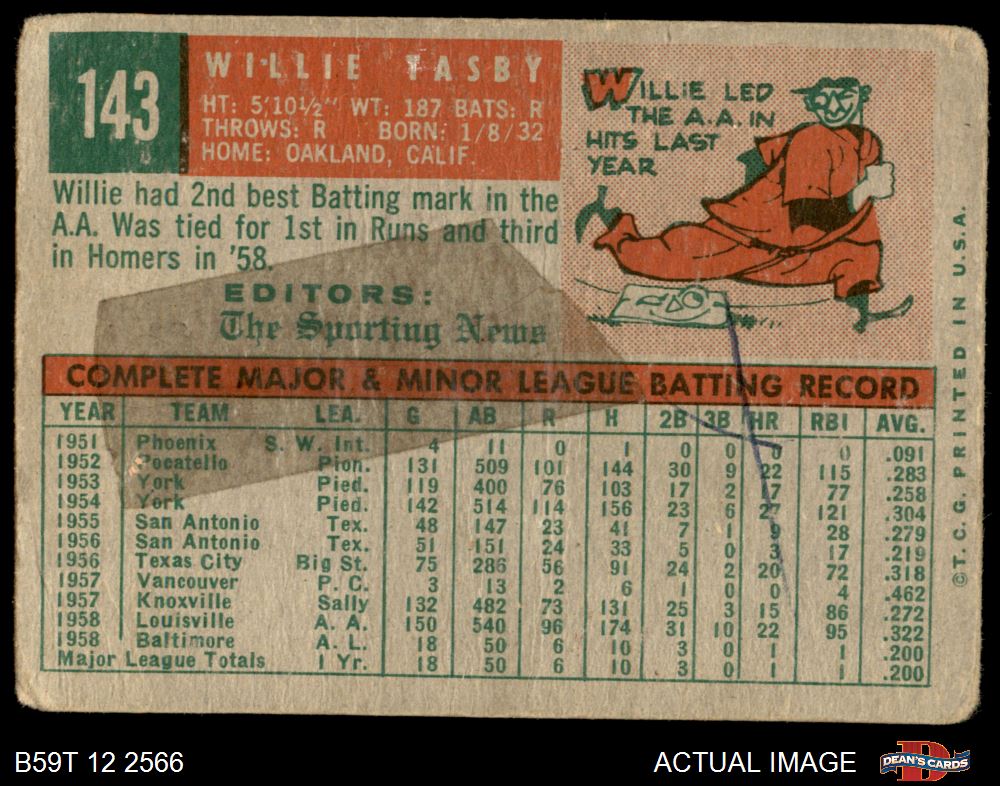 143
WILLIE TASBY
HT: 5'10½" WT: 187 BATS: R
THROWS: R BORN: 1/8/32
HOME: OAKLAND, CALIF.
Willie had 2nd best Batting mark in the
A.A. Was tied for 1st in Runs and third
in Homers in '58.
EDITORS:
The Sporting News
WILLIE LED
THE A.A. IN
HITS LAST
YEAR
COMPLETE MAJOR & MINOR LEAGUE BATTING RECORD
YEAR TEAM LEA. G AB R H 2B 3B HR RBI AVG.
1951 Phoenix S. W. Int. 4 11 0 1 0 0 0 0 .091
1952 Pocatello Pion. 131 509 101 144 30 9 22 115 .283
1953 York Pied. 119 400 76 103 17 2 17 77 .258
1954 York Pied. 142 514 114 156 23 6 27 121 .304
1955 San Antonio Tex. 48 147 23 41 7 1 9 28 .279
1956 San Antonio Tex. 51 151 24 33 5 0 3 17 .219
1956 Texas City Big St. 75 286 56 91 24 2 20 72 .318
1957 Vancouver P. C. 3 13 2 6 1 0 0 4 .462
1957 Knoxville Sally 132 482 73 131 25 3 15 86 .272
1958 Louisville A. A. 150 540 96 174 31 10 22 95 .322
1958 Baltimore A. L. 18 50 6 10 3 0 1 1 .200
Major League Totals 1 Yr. 18 50 6 10 3 0 1 1 .200
© T. C. G. PRINTED IN U.S.A.
B59T 12 2566
ACTUAL IMAGE
DEAN'S CARDS